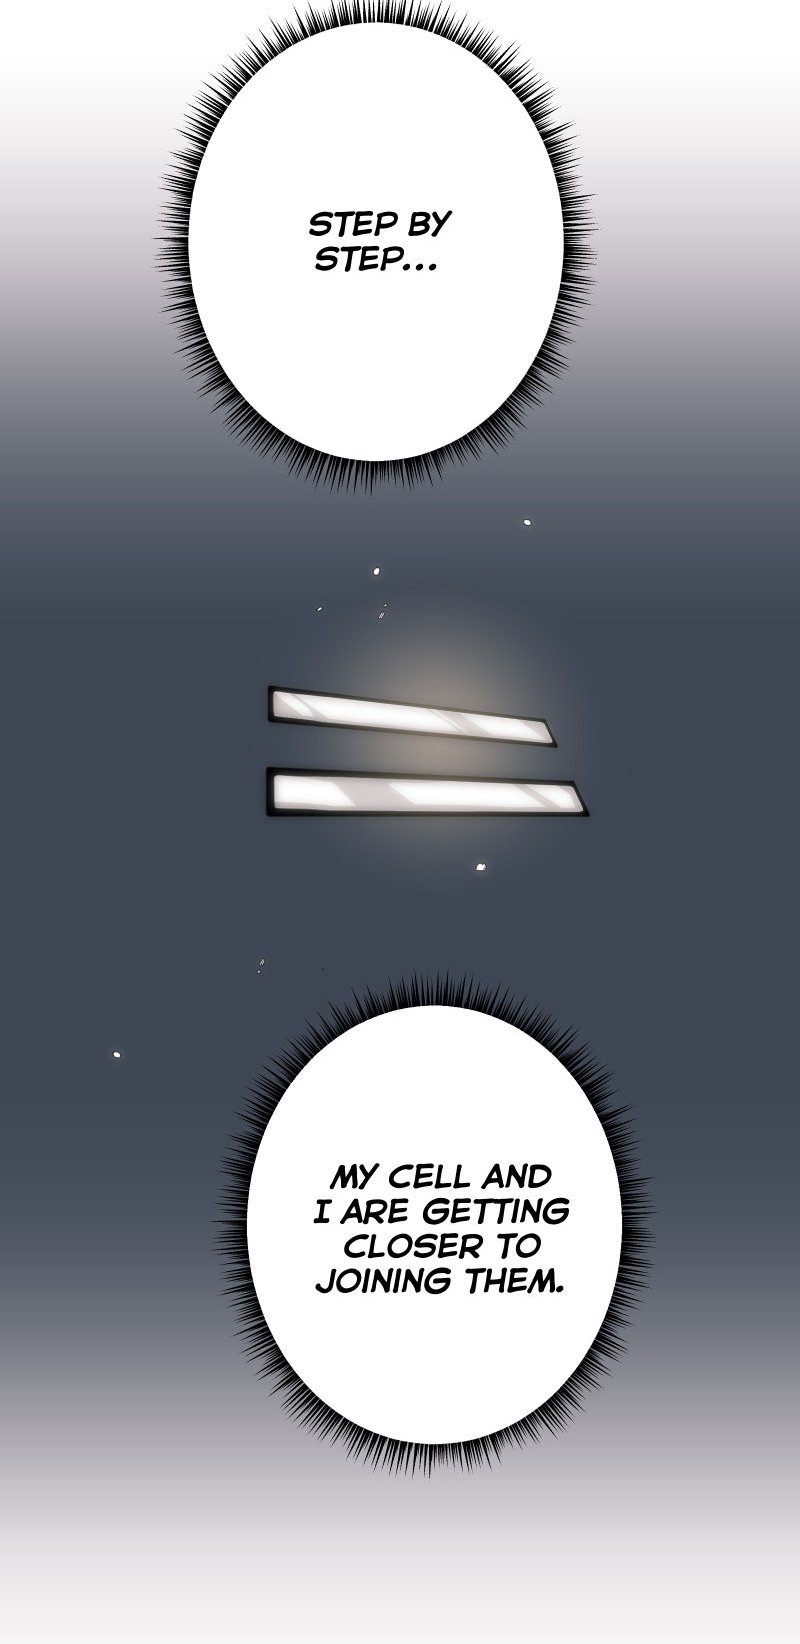 STEP BY
STEP...
MY CELL AND
I ARE GETTING
CLOSER TO
JOINING THEM.